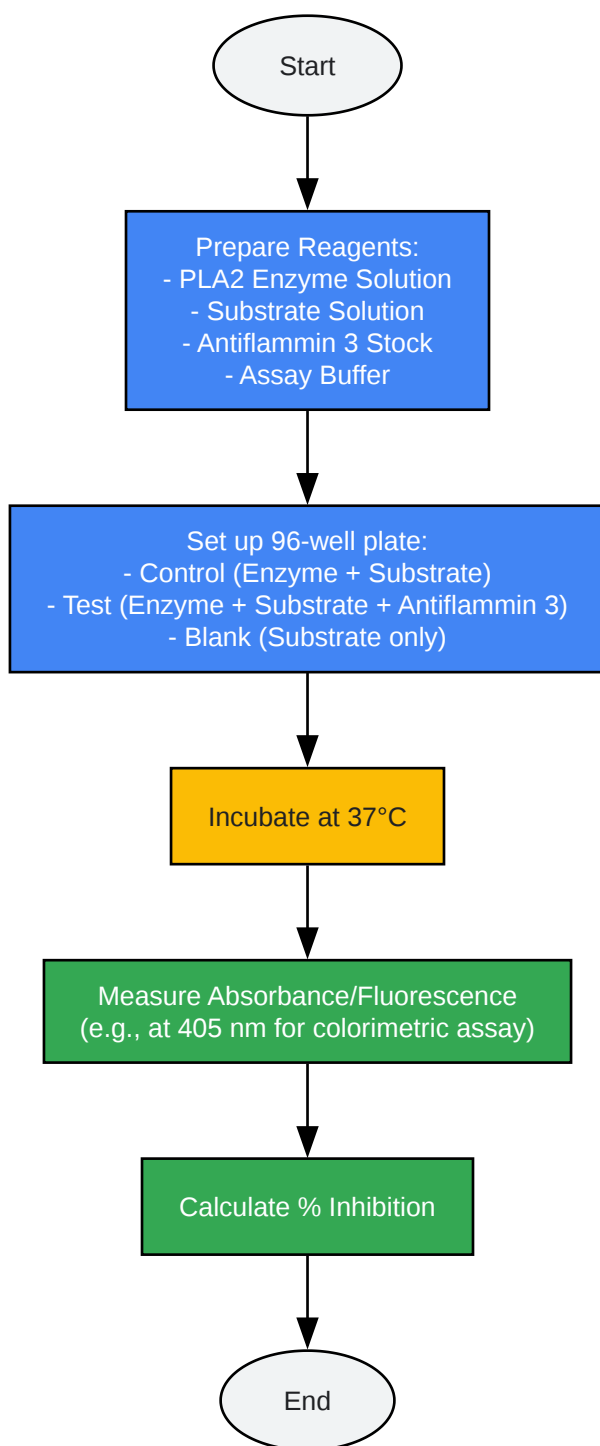 Start
Prepare Reagents:
- PLA2 Enzyme Solution
- Substrate Solution
- Antiflammin 3 Stock
- Assay Buffer
Set up 96-well plate:
- Control (Enzyme + Substrate)
- Test (Enzyme + Substrate + Antiflammin 3)
- Blank (Substrate only)
Incubate at 37°C
Measure Absorbance/Fluorescence
(e.g., at 405 nm for colorimetric assay)
Calculate % Inhibition
End